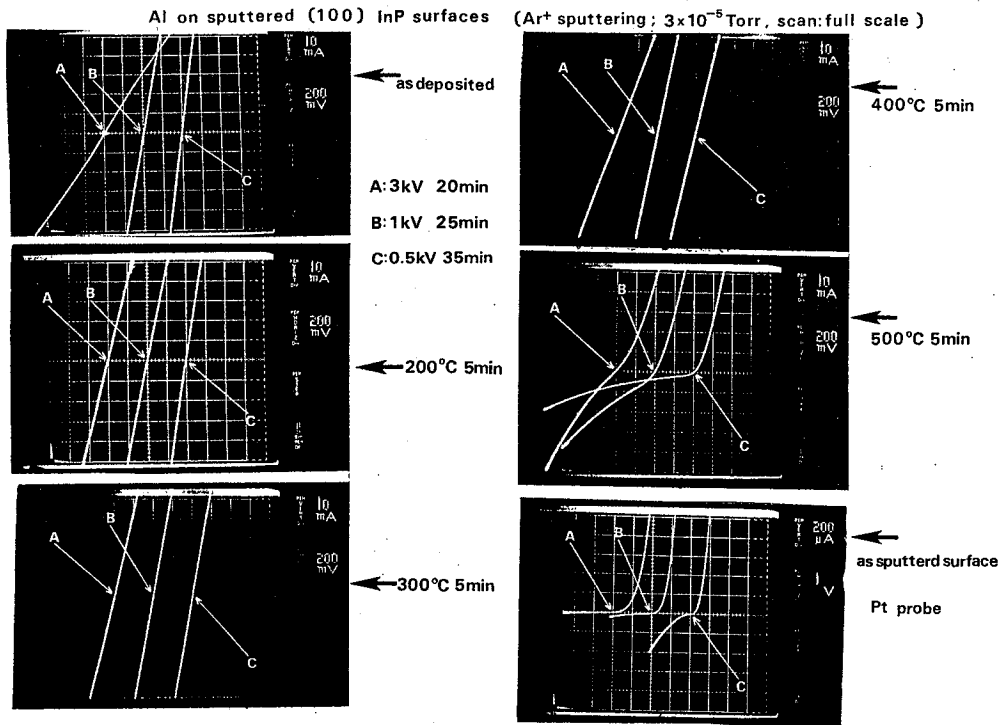 Al on sputtered (100) InP surfaces (Ar+ sputtering; 3x10⁻⁵ Torr, scan: full scale )
A
B
C
10
mA
200
mV
as deposited
A:3kV 20min
B:1kV 25min
C:0.5kV 35min
A
B
C
10
mA
200
mV
200°C 5min
A
B
C
10
mA
200
mV
300°C 5min
A
B
C
10
mA
200
mV
400°C 5min
A
B
C
10
mA
200
mV
500°C 5min
A
B
C
200
µA
1
V
as sputterd surface
Pt probe